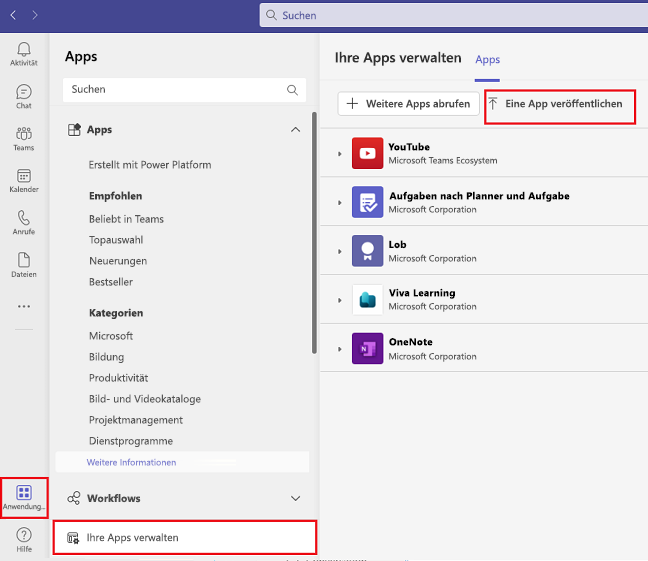 Suchen
Aktivität
Chat
Teams
Kalender
Anrufe
Dateien
Anwendung...
Hilfe
Apps
Suchen
Apps
Erstellt mit Power Platform
Empfohlen
Beliebt in Teams
Topauswahl
Neuerungen
Bestseller
Kategorien
Microsoft
Bildung
Produktivität
Bild- und Videokataloge
Projektmanagement
Dienstprogramme
Weitere Informationen
Workflows
Ihre Apps verwalten
Ihre Apps verwalten Apps
Weitere Apps abrufen Eine App veröffentlichen
YouTube
Microsoft Teams Ecosystem
Aufgaben nach Planner und Aufgabe
Microsoft Corporation
Lob
Microsoft Corporation
Viva Learning
Microsoft Corporation
OneNote
Microsoft Corporation